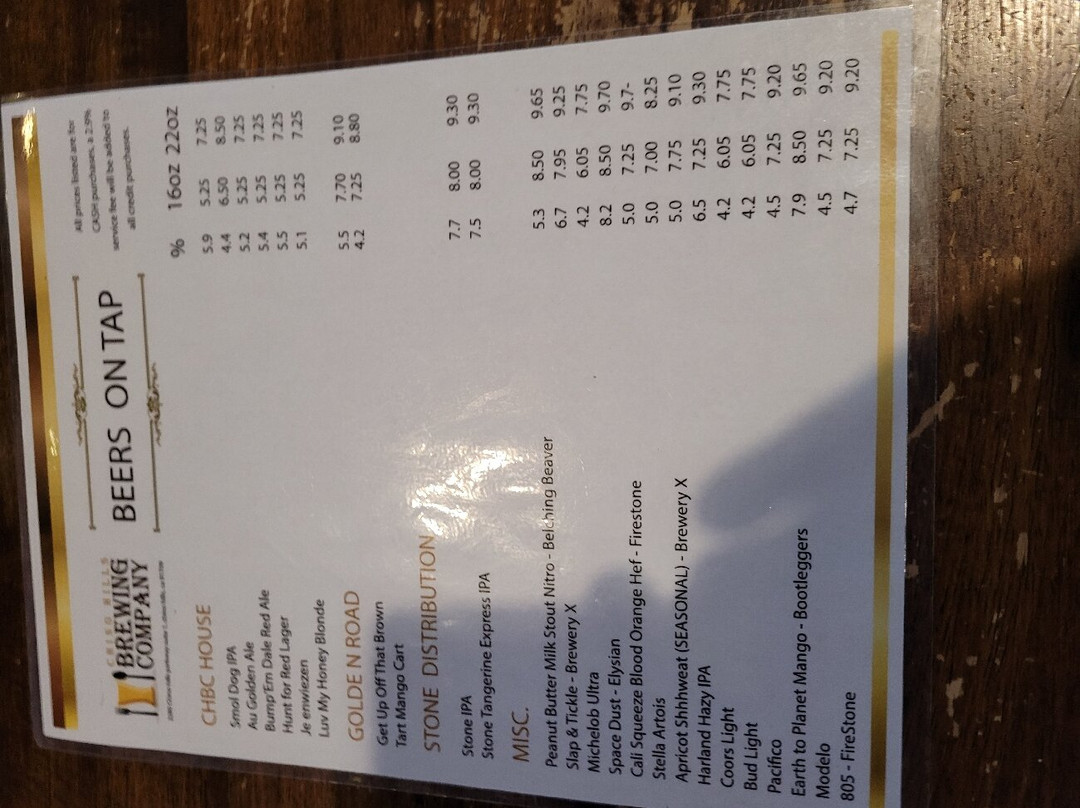 CHINO HILLS
BREWING
COMPANY
BEERS ON TAP
All prices listed are for
CASH purchases, a 2.9%
service fee will be added to
all credit purchases.
% 16oz 22oz
CHBC HOUSE
Smol Dog IPA 5.9 5.25 7.25
Au Golden Ale 4.4 6.50 8.50
Bump'Em Dale Red Ale 5.2 5.25 7.25
Hunt for Red Lager 5.4 5.25 7.25
Je enwiezen 5.5 5.25 7.25
Luv My Honey Blonde 5.1 5.25 7.25
GOLDEN ROAD
Get Up Off That Brown 5.5 7.70 9.10
Tart Mango Cart 4.2 7.25 8.80
STONE DISTRIBUTION
Stone IPA 7.7 8.00 9.30
Stone Tangerine Express IPA 7.5 8.00 9.30
MISC.
Peanut Butter Milk Stout Nitro - Belching Beaver 5.3 8.50 9.65
Slap & Tickle - Brewery X 6.7 7.95 9.25
Michelob Ultra 4.2 6.05 7.75
Space Dust - Elysian 8.2 8.50 9.70
Cali Squeeze Blood Orange Hef - Firestone 5.0 7.25 9.7-
Stella Artois 5.0 7.00 8.25
Apricot Shhhweat (SEASONAL) - Brewery X 5.0 7.75 9.10
Harland Hazy IPA 6.5 7.25 9.30
Coors Light 4.2 6.05 7.75
Bud Light 4.2 6.05 7.75
Pacifico 4.5 7.25 9.20
Earth to Planet Mango - Bootleggers 7.9 8.50 9.65
Modelo 4.5 7.25 9.20
805 - FireStone 4.7 7.25 9.20